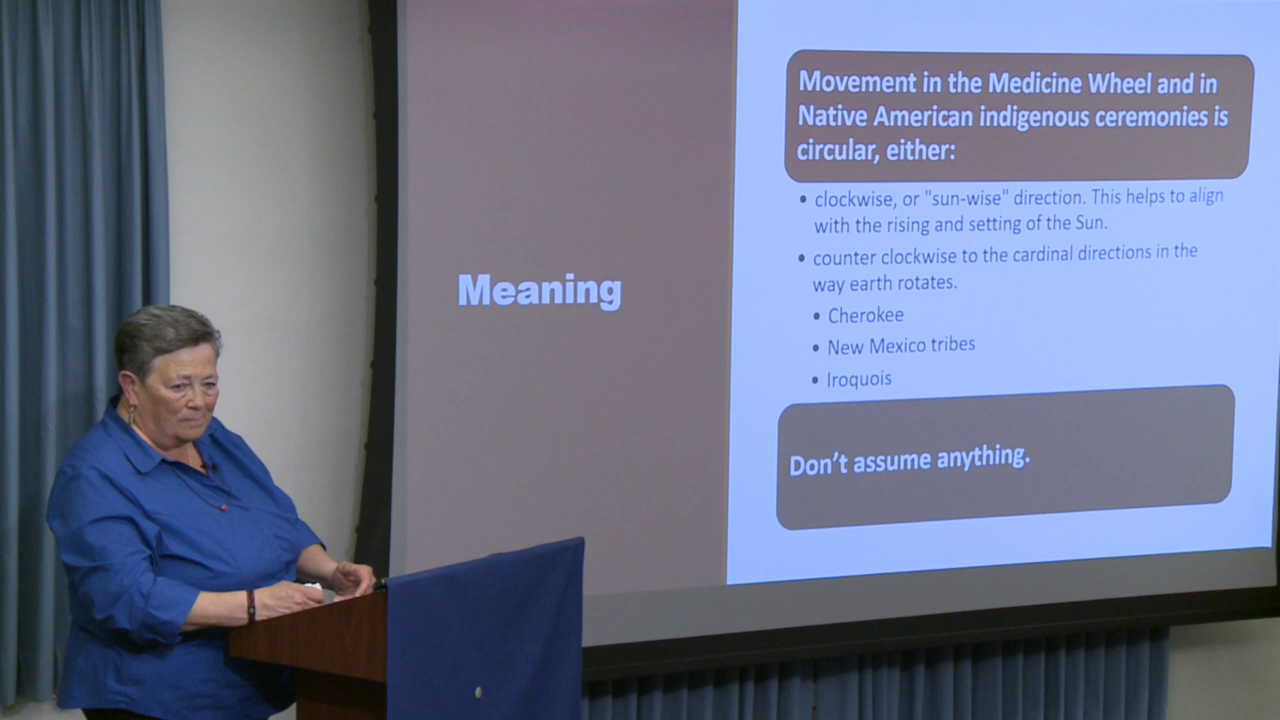 Meaning
Movement in the Medicine Wheel and in
Native American indigenous ceremonies is
circular, either:
• clockwise, or "sun-wise" direction. This helps to align
with the rising and setting of the Sun.
• counter clockwise to the cardinal directions in the
way earth rotates.
• Cherokee
• New Mexico tribes
• Iroquois
Don’t assume anything.